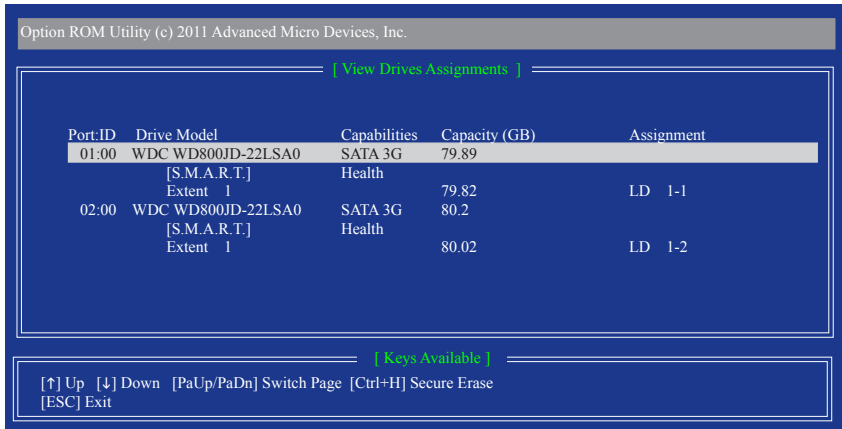 Option ROM Utility (c) 2011 Advanced Micro Devices, Inc.
[ View Drives Assignments ]
Port:ID Drive Model Capabilities Capacity (GB) Assignment
01:00 WDC WD800JD-22LSA0 SATA 3G 79.89
[S.M.A.R.T.] Health
Extent 1 79.82 LD 1-1
02:00 WDC WD800JD-22LSA0 SATA 3G 80.2
[S.M.A.R.T.] Health
Extent 1 80.02 LD 1-2
[ Keys Available ]
[↑] Up [↓] Down [PaUp/PaDn] Switch Page [Ctrl+H] Secure Erase
[ESC] Exit